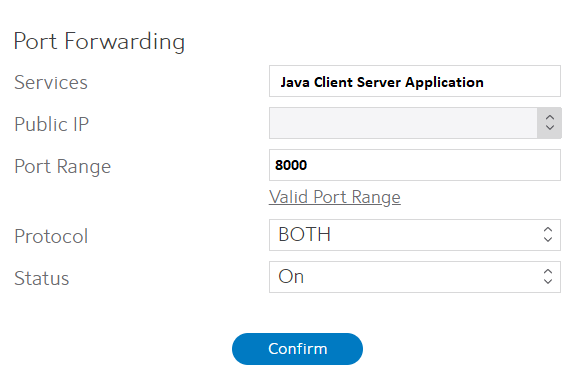 Port Forwarding
Services Java Client Server Application
Public IP
Port Range 8000
Valid Port Range
Protocol BOTH
Status On
Confirm